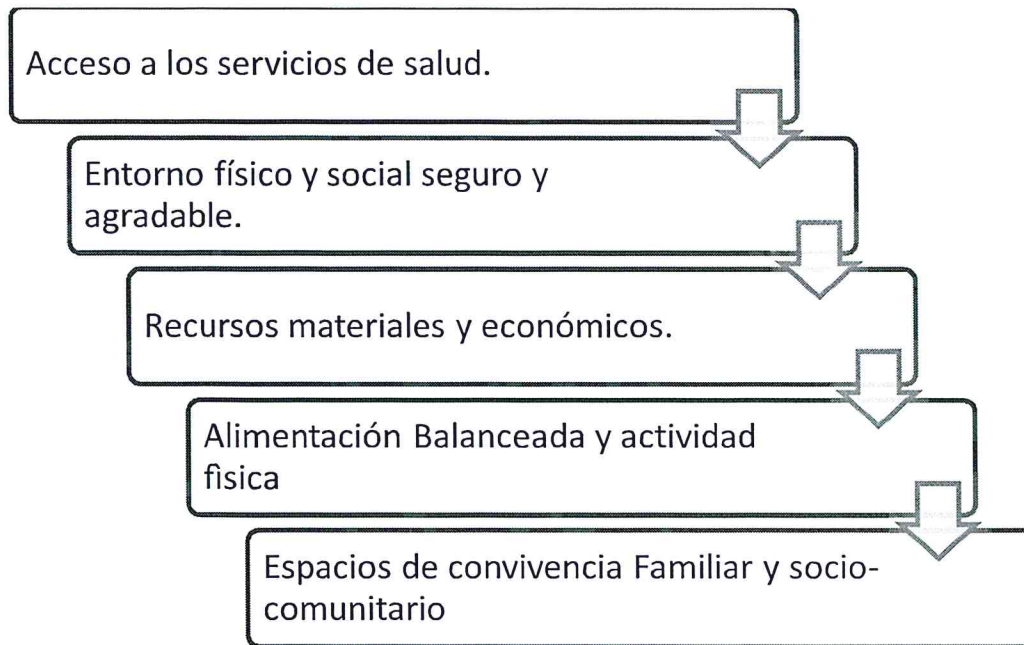 Acceso a los servicios de salud.
Entorno físico y social seguro y
agradable.
Recursos materiales y económicos.
Alimentación Balanceada y actividad
fìsica
Espacios de convivencia Familiar y socio-
comunitario